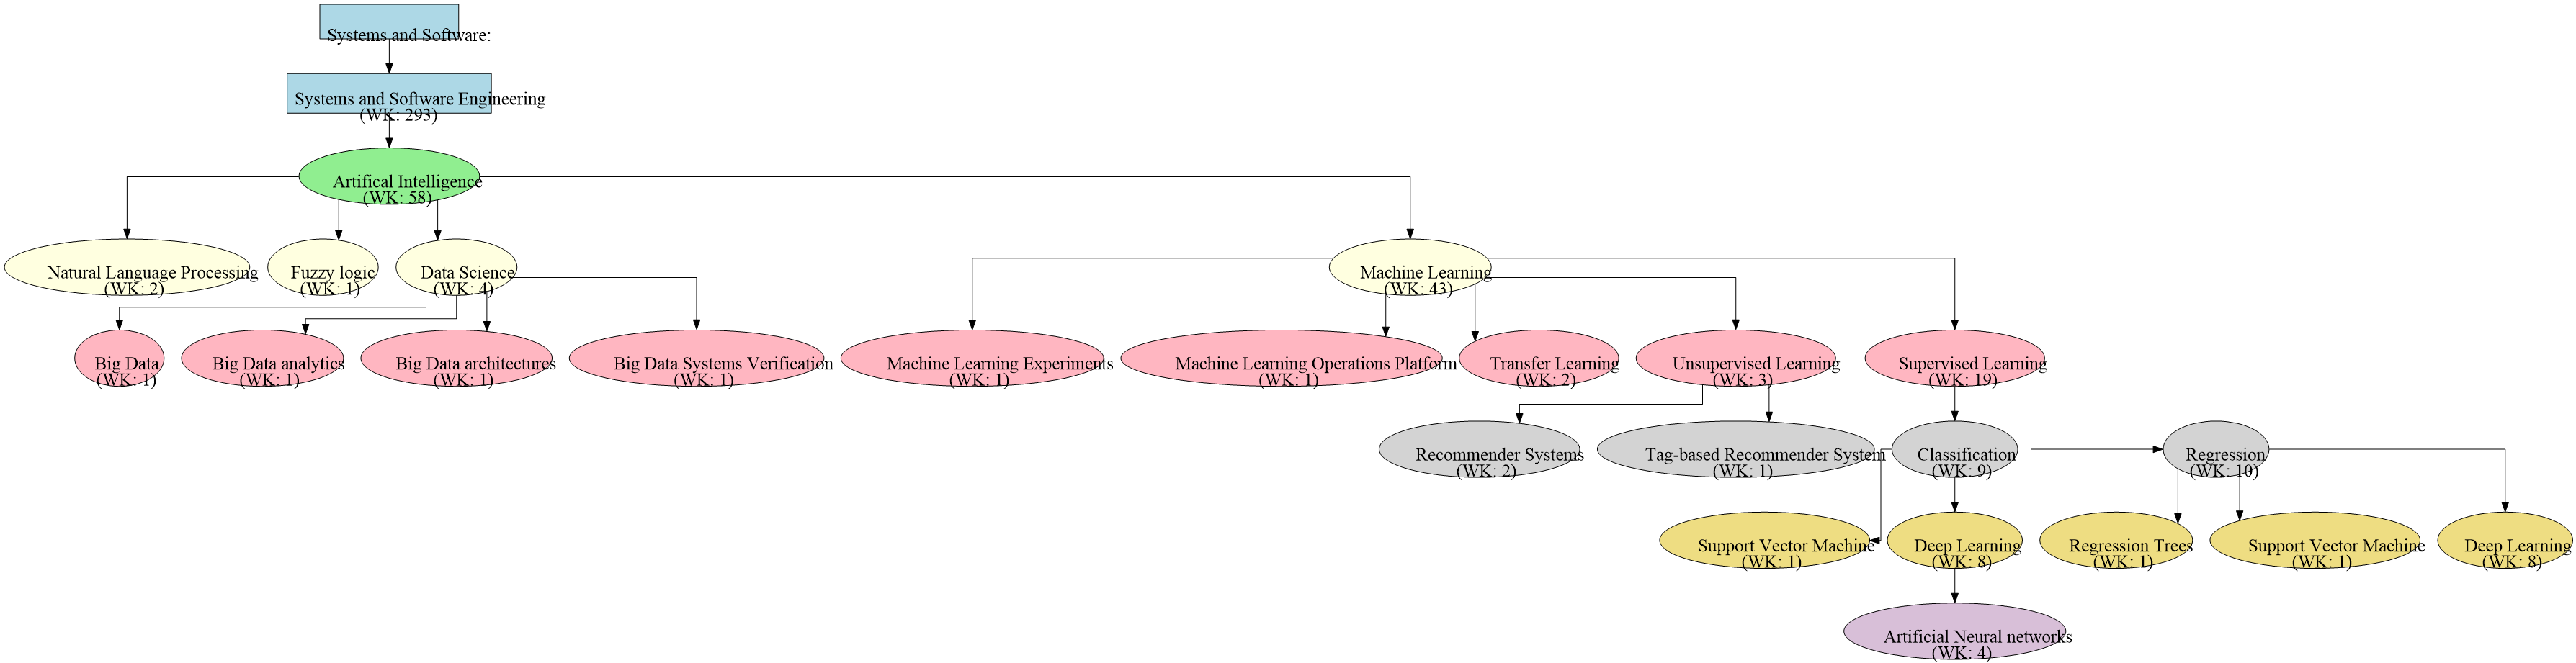 Systems and Software:
Systems and Software Engineering
(WK: 293)
Artifical Intelligence
(WK: 58)
Natural Language Processing
(WK: 2)
Fuzzy logic
(WK: 1)
Data Science
(WK: 4)
Machine Learning
(WK: 43)
Big Data
(WK: 1)
Big Data analytics
(WK: 1)
Big Data architectures
(WK: 1)
Big Data Systems Verification
(WK: 1)
Machine Learning Experiments
(WK: 1)
Machine Learning Operations Platform
(WK: 1)
Transfer Learning
(WK: 2)
Unsupervised Learning
(WK: 3)
Supervised Learning
(WK: 19)
Recommender Systems
(WK: 2)
Tag-based Recommender System
(WK: 1)
Classification
(WK: 9)
Regression
(WK: 10)
Support Vector Machine
(WK: 1)
Deep Learning
(WK: 8)
Regression Trees
(WK: 1)
Support Vector Machine
(WK: 1)
Deep Learning
(WK: 8)
Artificial Neural networks
(WK: 4)